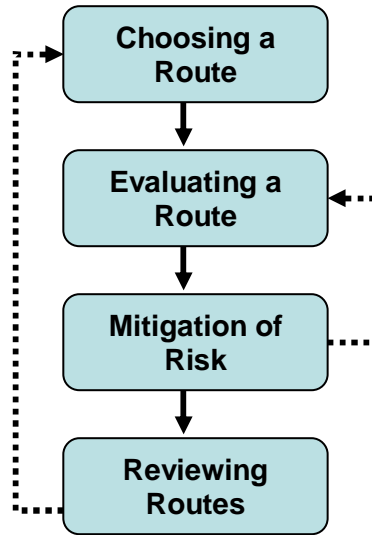 Choosing a
Route
Evaluating a
Route
Mitigation of
Risk
Reviewing
Routes